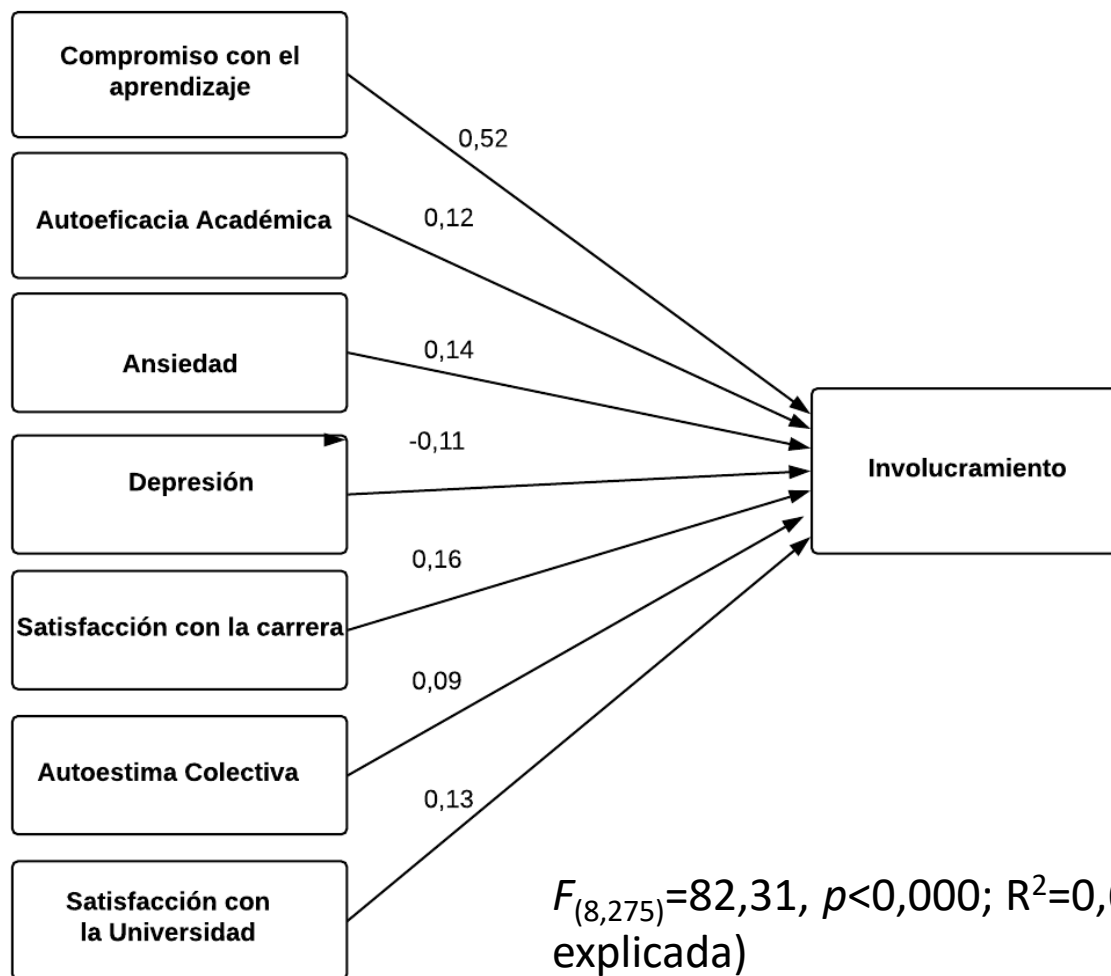 Compromiso con el
aprendizaje
0,52
Autoeficacia Académica
0,12
Ansiedad
0,14
Depresión
-0,11
Involucramiento
Satisfacción con la carrera
0,16
Autoestima Colectiva
0,09
Satisfacción con
la Universidad
0,13
F(8,275)=82,31, p<0,000; R²=0,
explicada)